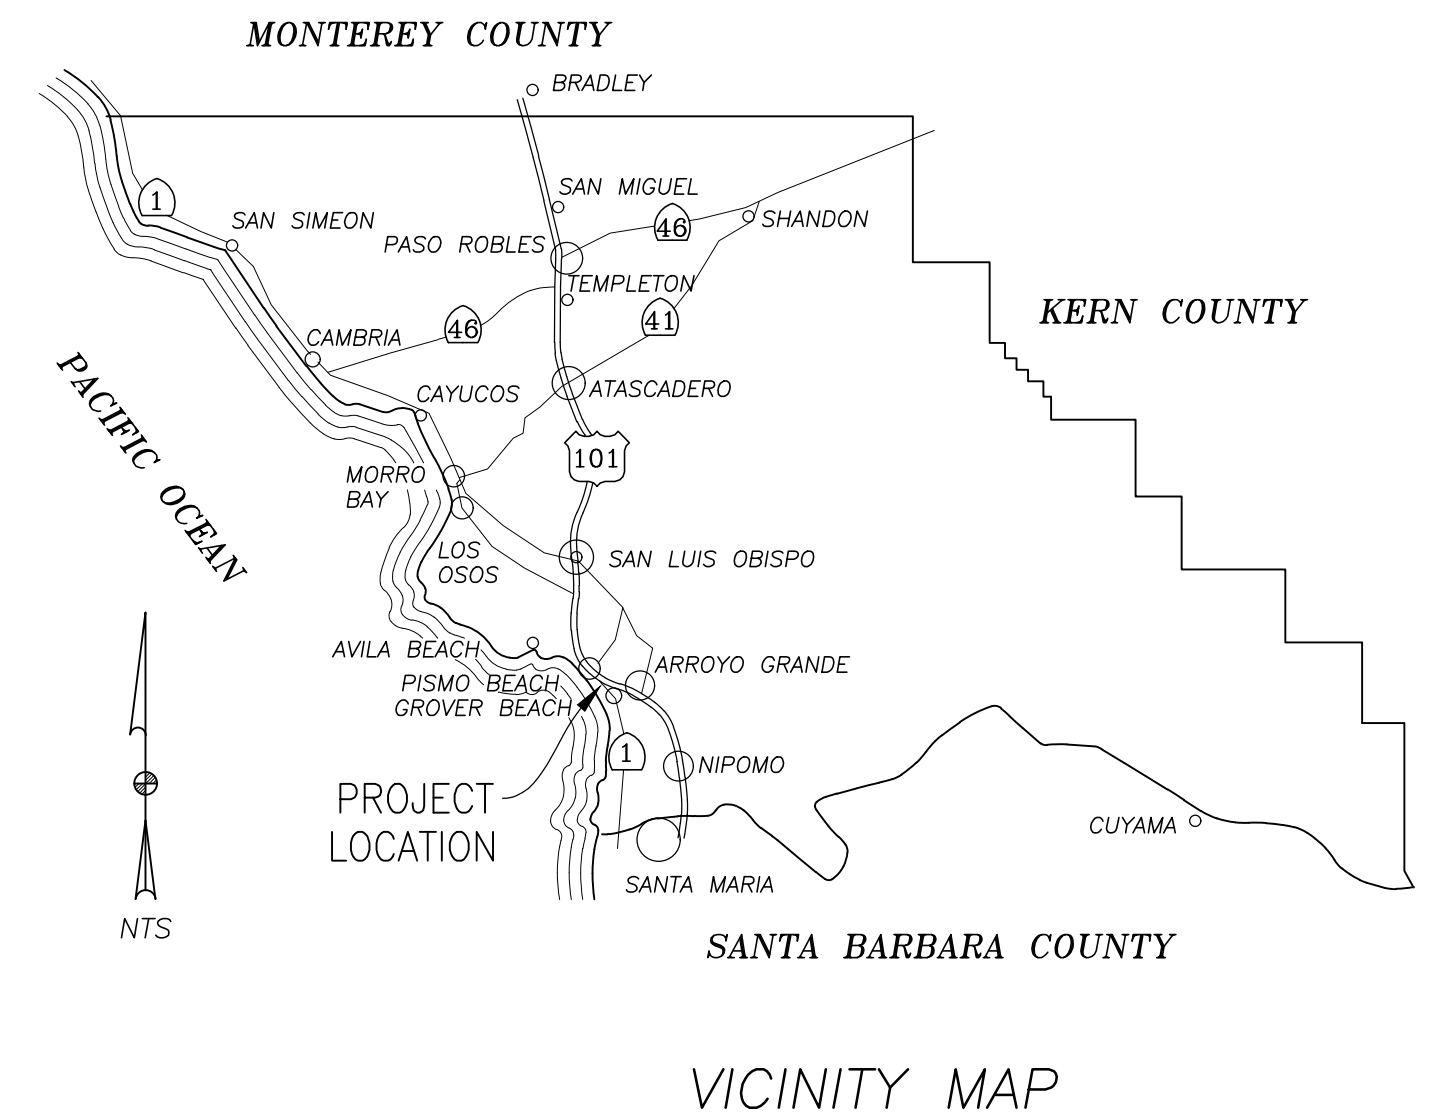 MONTEREY COUNTY
BRADLEY
1
SAN MIGUEL
SAN SIMEON
46
SHANDON
PASO ROBLES
TEMPLETON
KERN COUNTY
46
41
CAMBRIA
PACIFIC OCEAN
CAYUCOS
ATASCADERO
101
MORRO
BAY
LOS
OSOS
SAN LUIS OBISPO
AVILA BEACH
ARROYO GRANDE
PISMO BEACH
GROVER BEACH
1
NIPOMO
PROJECT
LOCATION
CUYAMA
SANTA MARIA
NTS
SANTA BARBARA COUNTY
VICINITY MAP